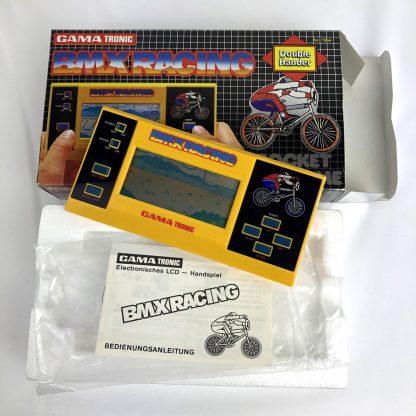 GAMA TRONIC
BMX RACING
Double
Hander
POCKET
GAME
BMX RACING
GAMA TRONIC
GAMA TRONIC
Electronisches LCD — Handspiel
BMX RACING
BEDIENUNGSANLEITUNG